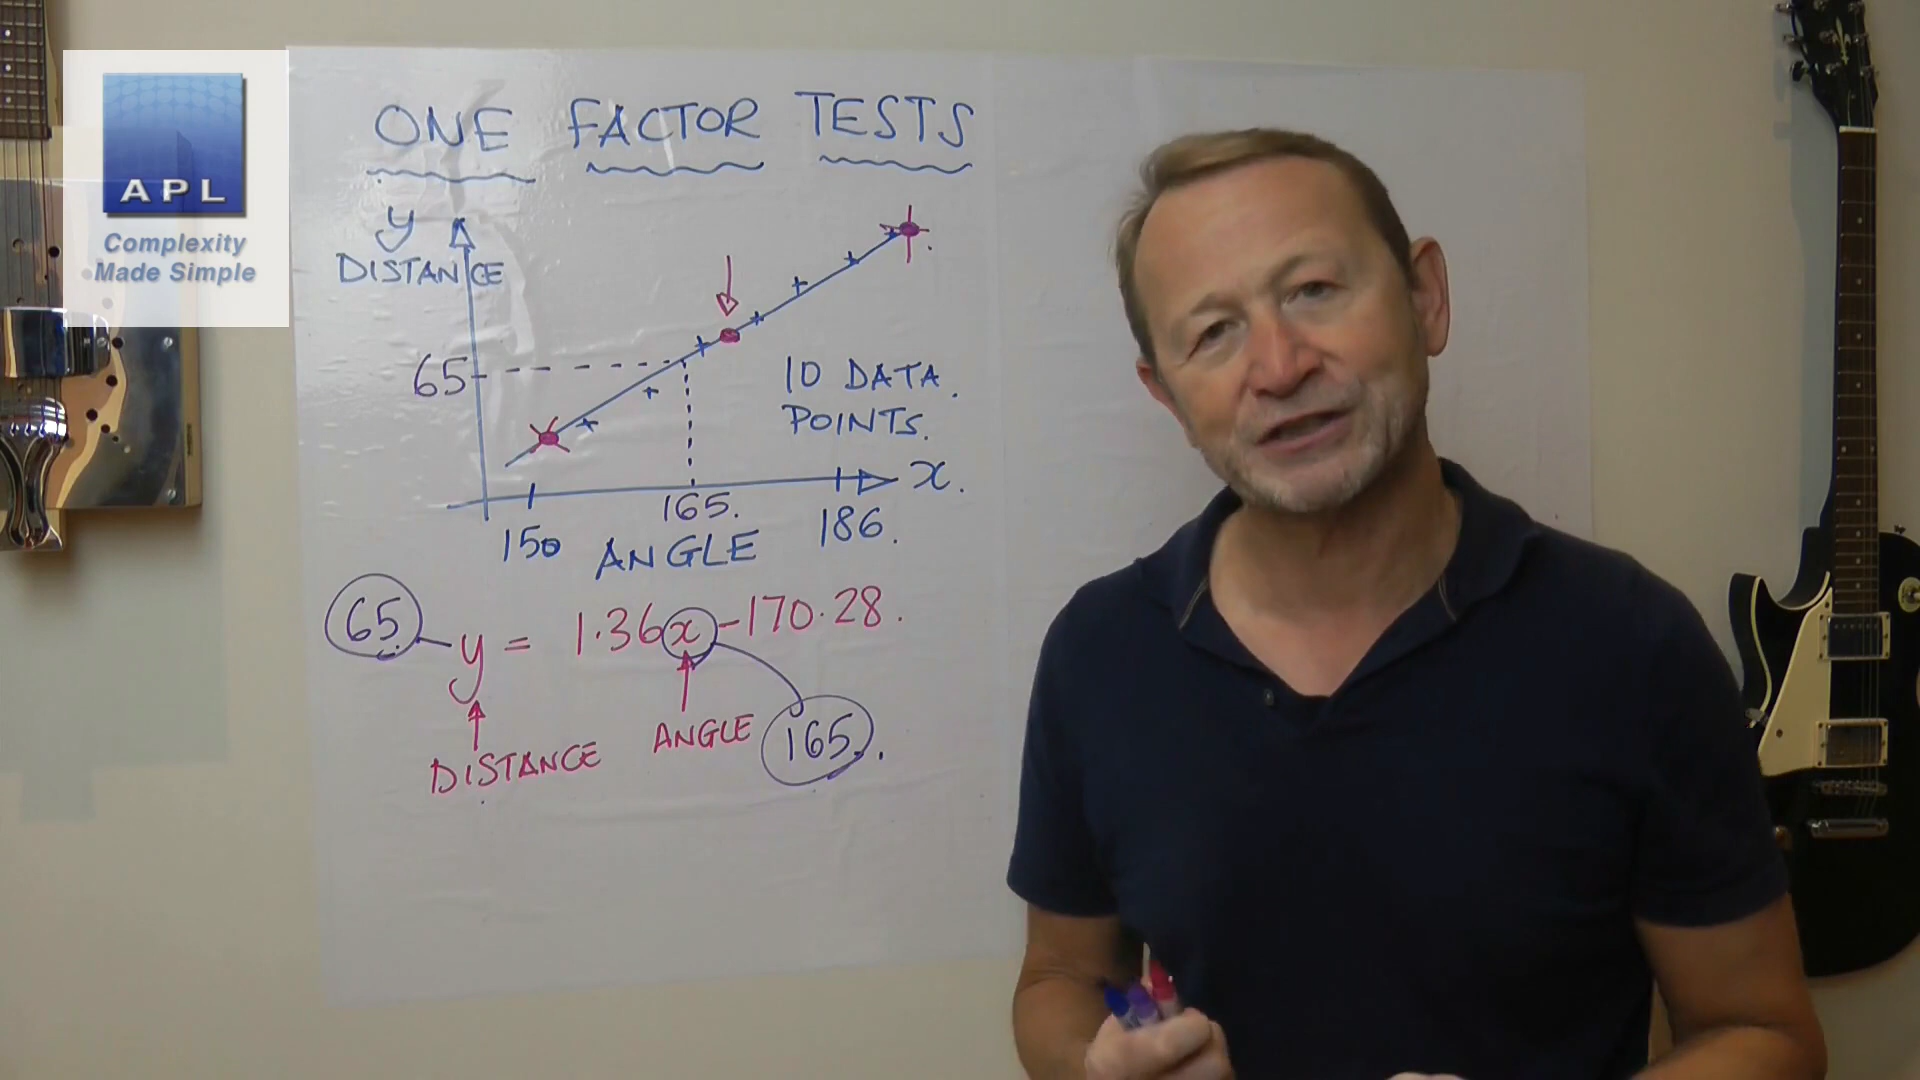 APL
Complexity
Made Simple
ONE FACTOR TESTS
y
DISTANCE
65
10 DATA.
POINTS.
x.
150
165.
186.
ANGLE
65. y = 1.36x-170.28.
DISTANCE
ANGLE
165.